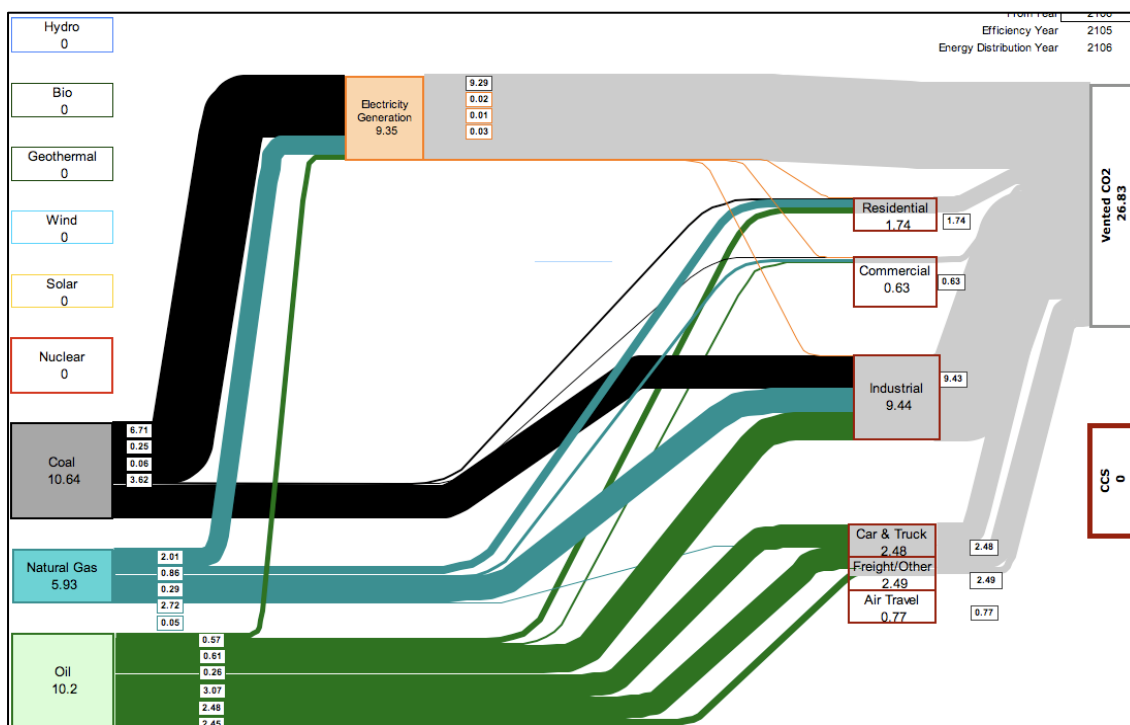 From Year 2100
Efficiency Year 2105
Energy Distribution Year 2106
Hydro
0
Bio
0
Geothermal
0
Wind
0
Solar
0
Nuclear
0
Coal
10.64
6.71
0.25
0.06
3.62
Natural Gas
5.93
2.01
0.86
0.29
2.72
0.05
Oil
10.2
0.57
0.61
0.26
3.07
2.48
2.45
Electricity
Generation
9.35
9.29
0.02
0.01
0.03
Residential
1.74
1.74
Commercial
0.63
0.63
Industrial
9.44
9.43
Car & Truck
2.48
2.48
Freight/Other
2.49
2.49
Air Travel
0.77
0.77
Vented CO2
26.83
CCS
0